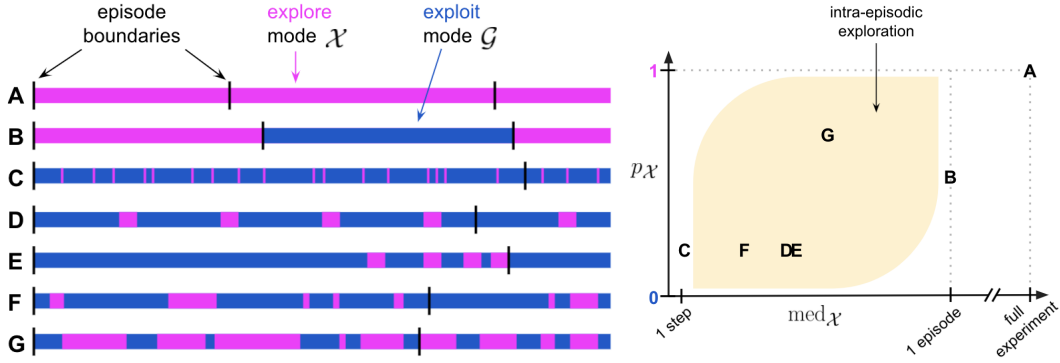 episode
boundaries
explore
mode 𝒳
exploit
mode 𝒢
A
B
C
D
E
F
G
intra-episodic
exploration
1
A
G
p𝒳
B
C
F
DE
0
1 step
med𝒳
1 episode
full
experiment